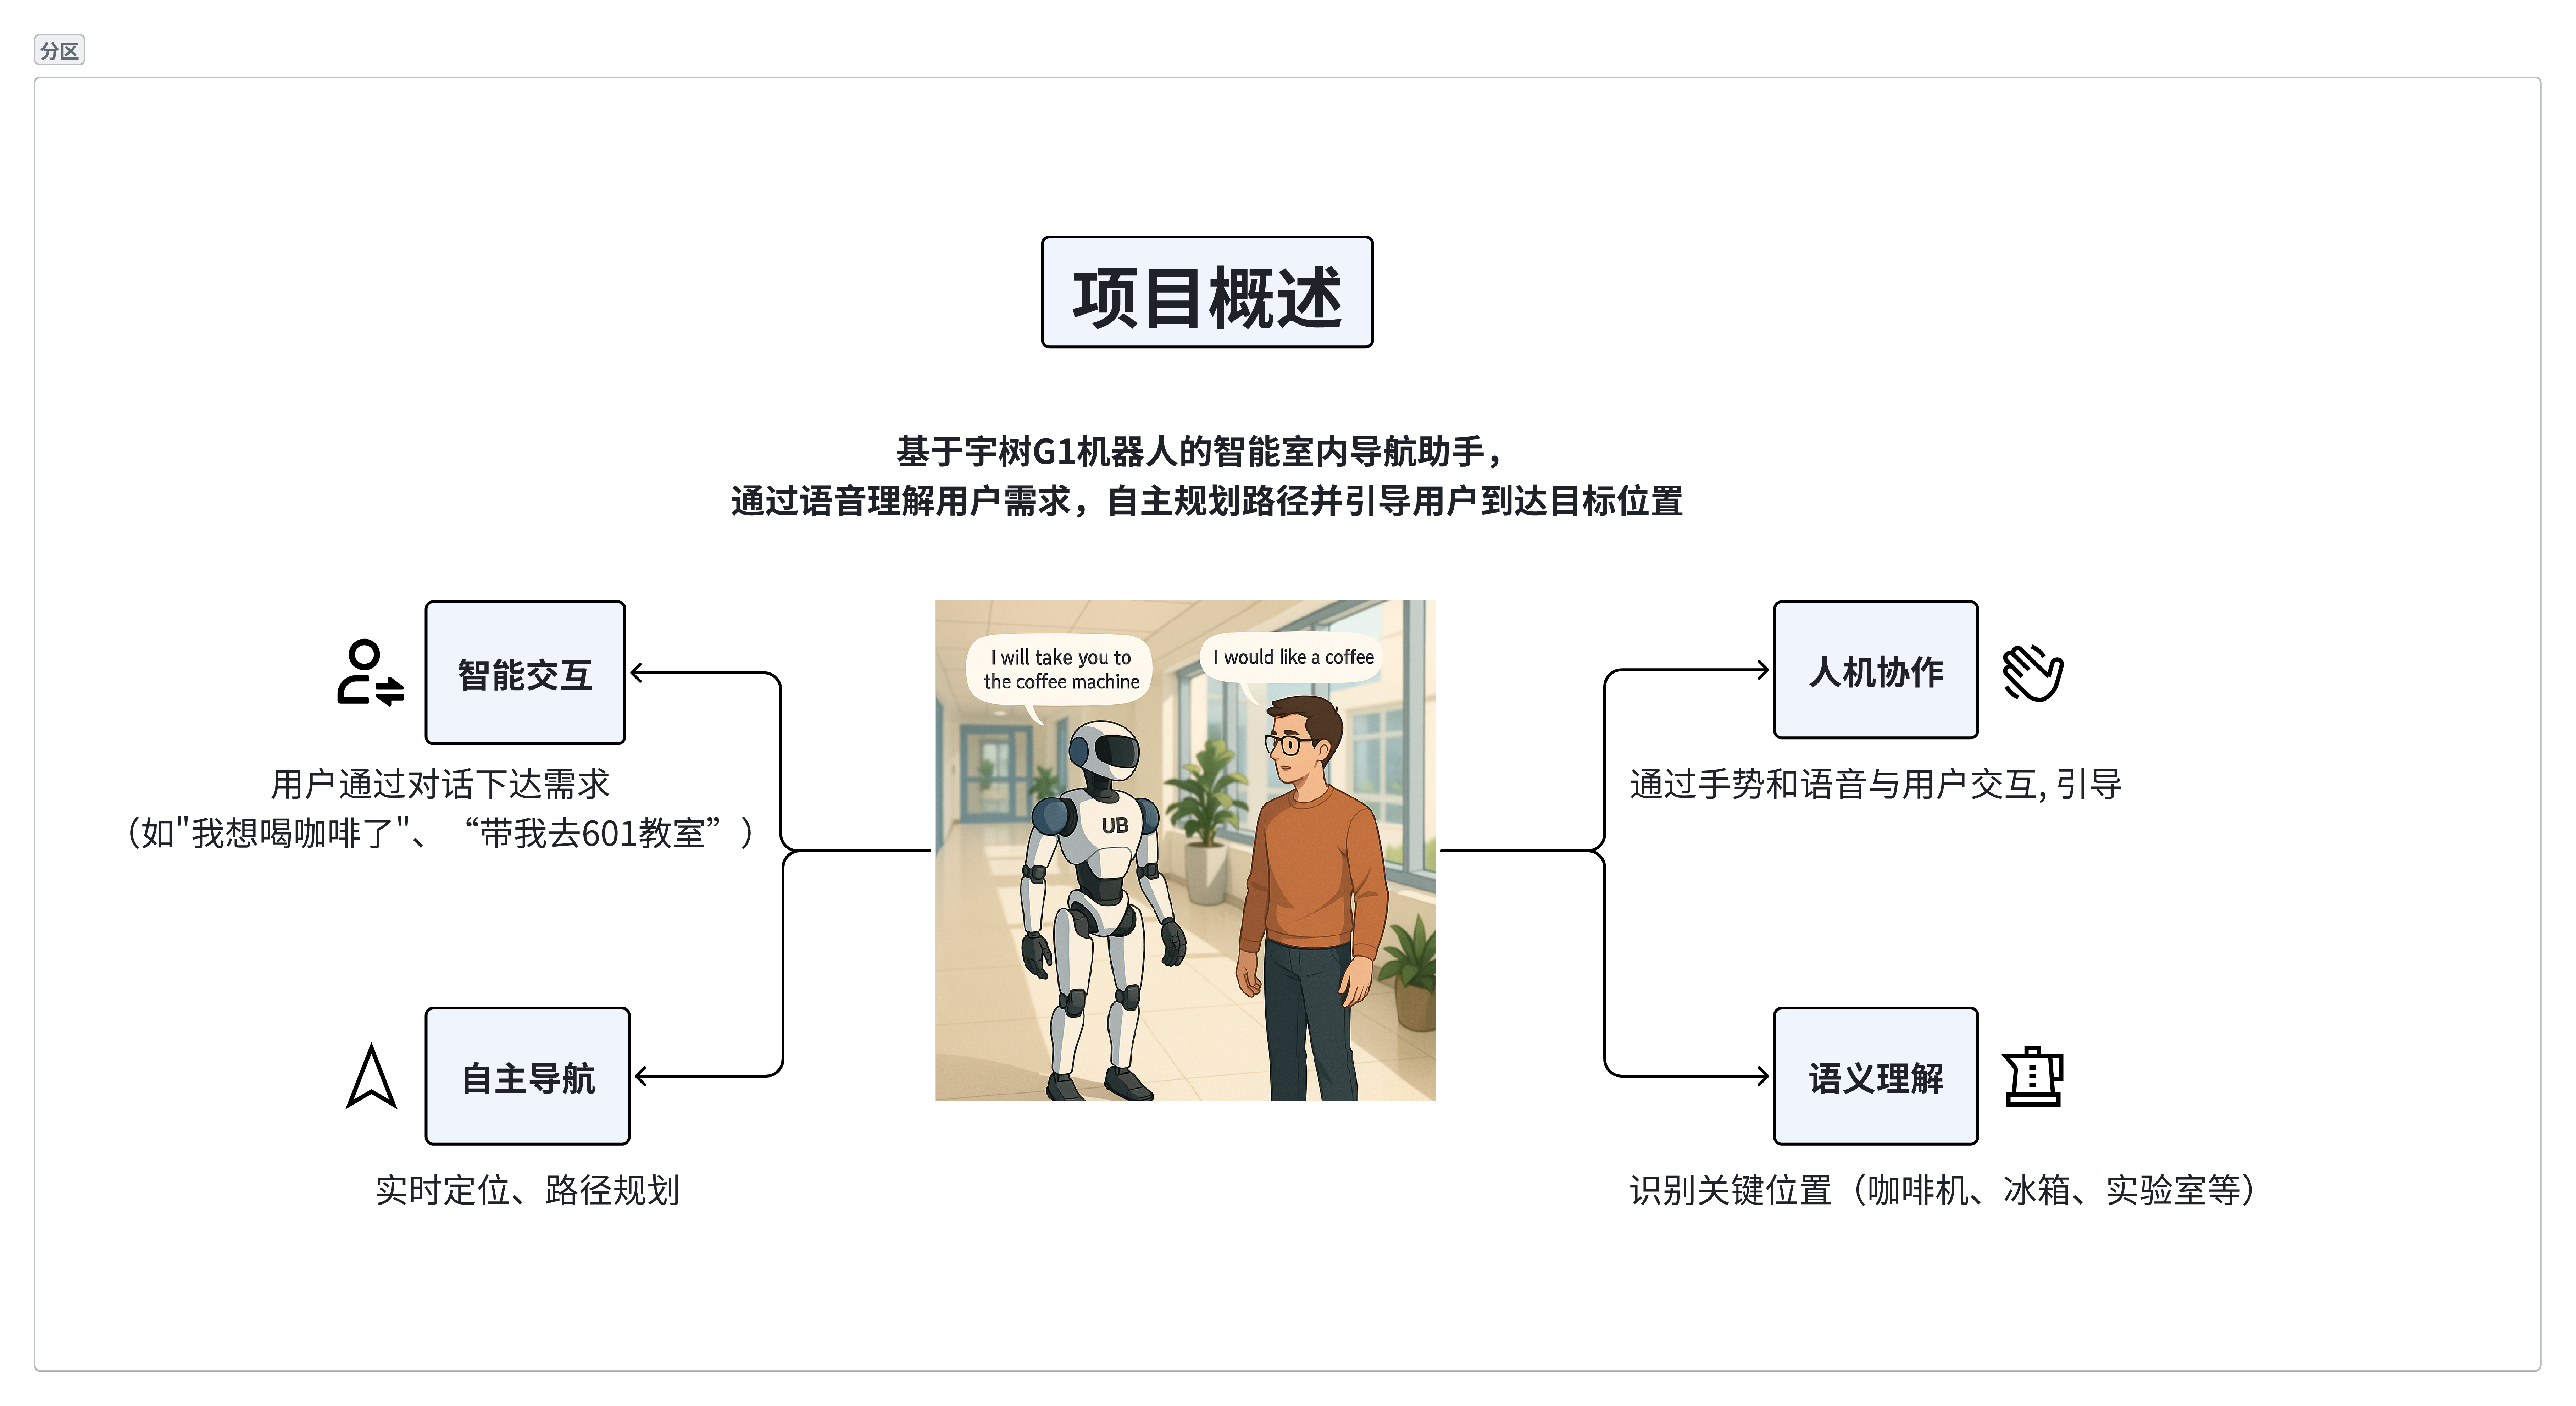 分区
项目概述
基于宇树G1机器人的智能室内导航助手，
通过语音理解用户需求，自主规划路径并引导用户到达目标位置
智能交互
用户通过对话下达需求
（如"我想喝咖啡了"、“带我去601教室”）
自主导航
实时定位、路径规划
I will take you to
the coffee machine
I would like a coffee
UB
人机协作
通过手势和语音与用户交互, 引导
语义理解
识别关键位置（咖啡机、冰箱、实验室等）